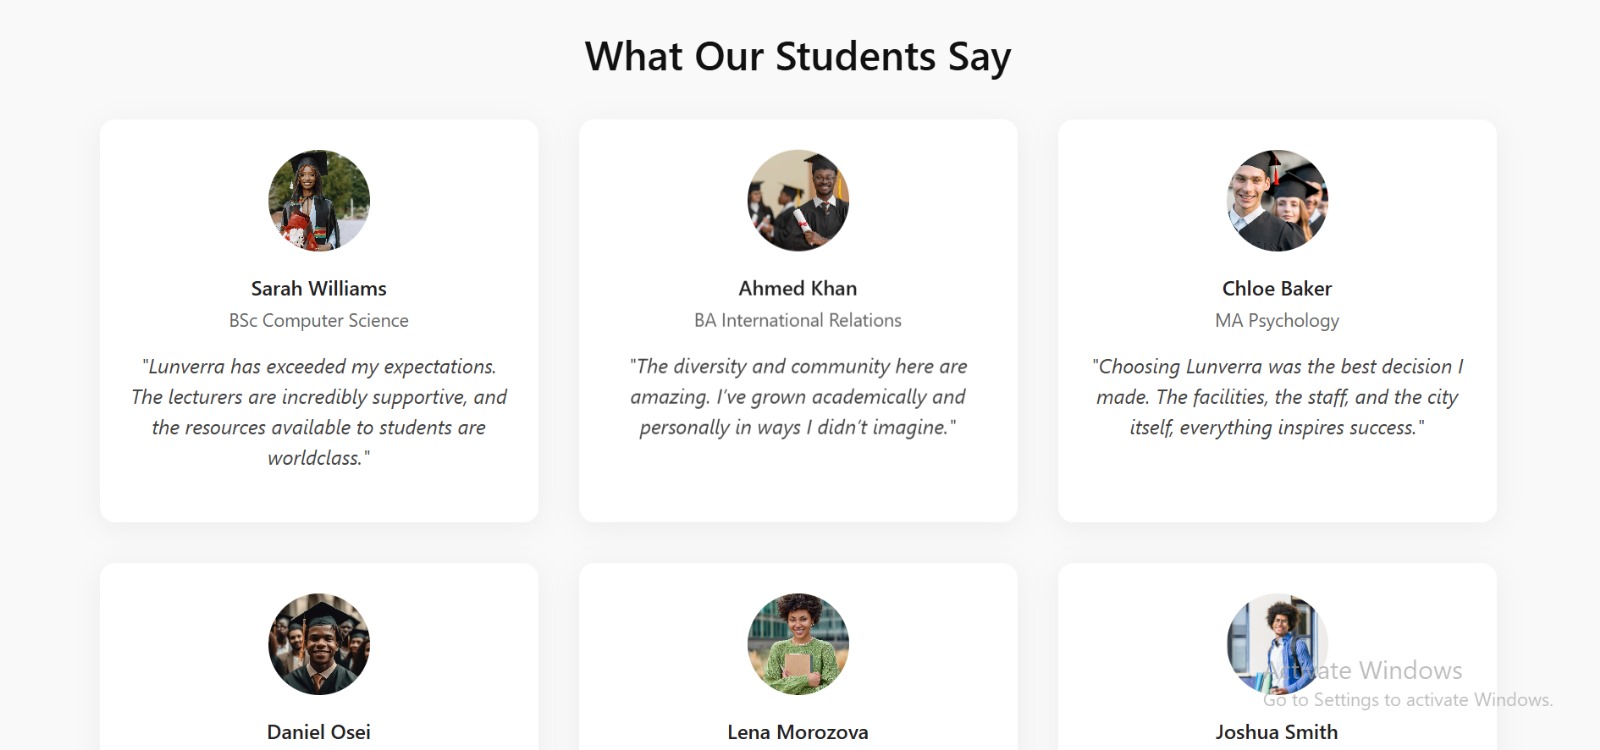 What Our Students Say
Sarah Williams
BSc Computer Science
"Lunverra has exceeded my expectations.
The lecturers are incredibly supportive, and
the resources available to students are
worldclass."
Ahmed Khan
BA International Relations
"The diversity and community here are
amazing. I've grown academically and
personally in ways I didn't imagine."
Chloe Baker
MA Psychology
"Choosing Lunverra was the best decision I
made. The facilities, the staff, and the city
itself, everything inspires success."
Daniel Osei
Lena Morozova
Joshua Smith
Activate Windows
Go to Settings to activate Windows.